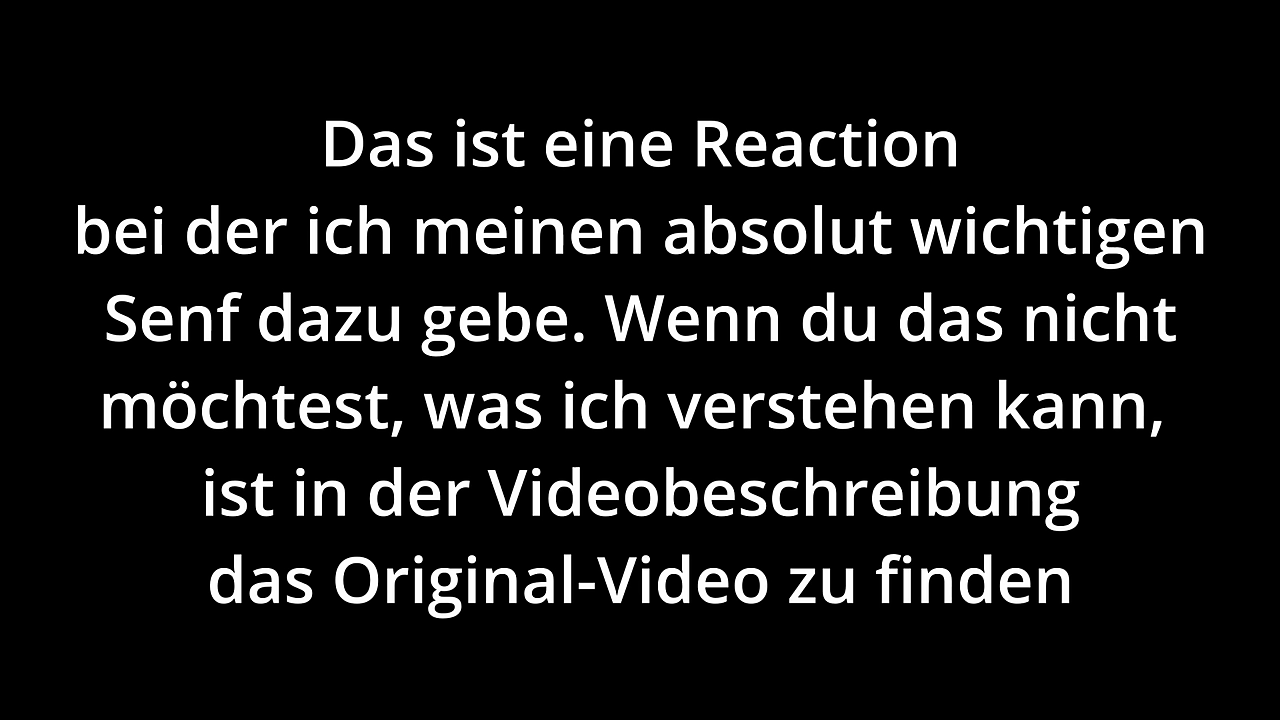 Das ist eine Reaction
bei der ich meinen absolut wichtigen
Senf dazu gebe. Wenn du das nicht
möchtest, was ich verstehen kann,
ist in der Videobeschreibung
das Original-Video zu finden